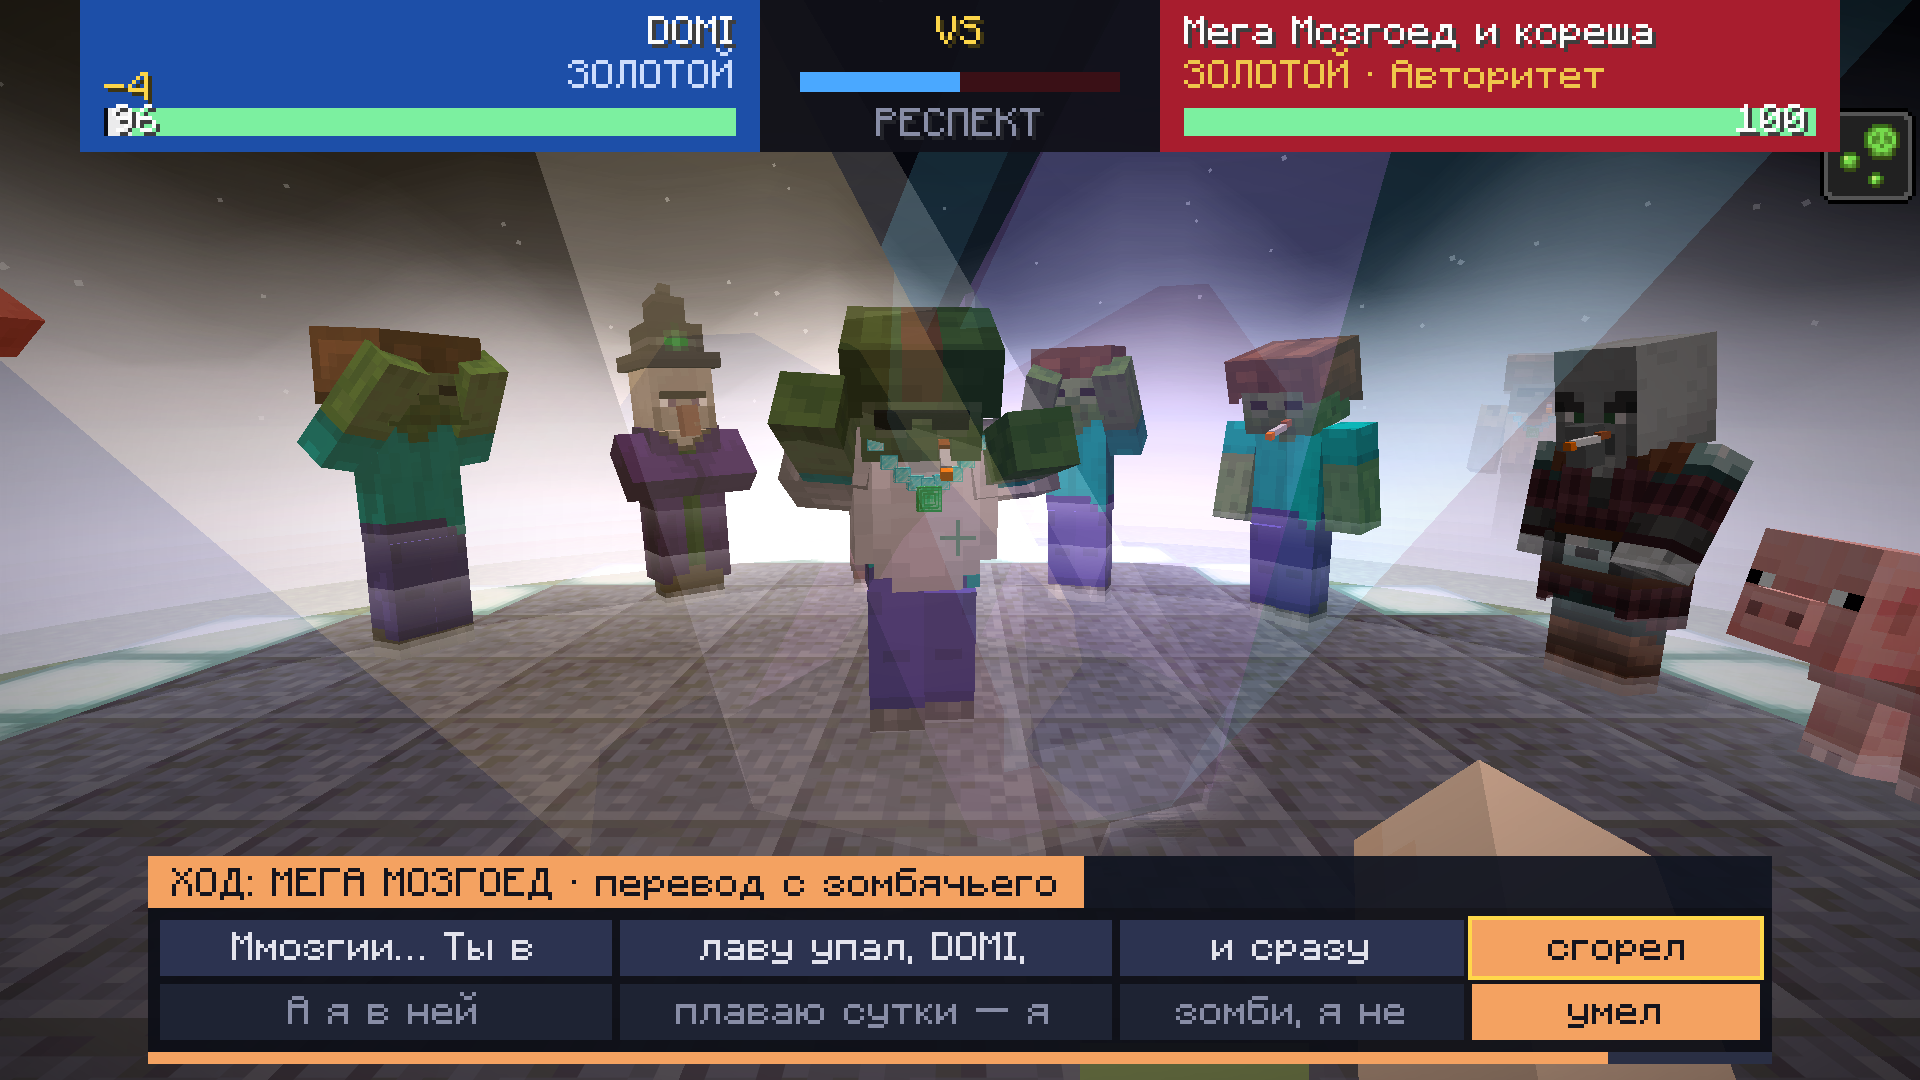 DOMI
ЗОЛОТОЙ
-4
96
VS
РЕСПЕКТ
Мега Мозгоед и кореша
ЗОЛОТОЙ · Авторитет
100
ХОД: МЕГА МОЗГОЕД · перевод с зомбачьего
Ммозгии... Ты в лаву упал, DOMI, и сразу сгорел
А я в ней плаваю сутки — я зомби, я не умел